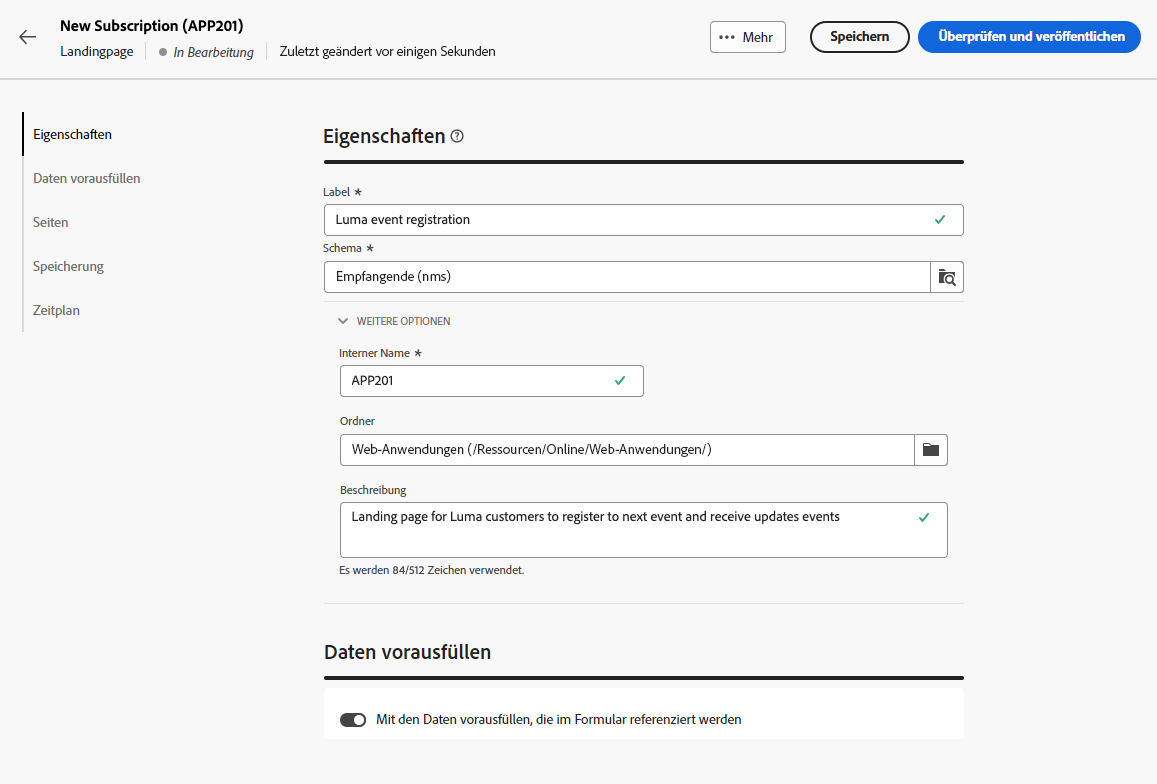 New Subscription (APP201)
Landingpage
In Bearbeitung
Zuletzt geändert vor einigen Sekunden
Mehr
Speichern
Überprüfen und veröffentlichen
Eigenschaften
Daten vorausfüllen
Seiten
Speicherung
Zeitplan
Eigenschaften
Label *
Luma event registration
Schema *
Empfangende (nms)
WEITERE OPTIONEN
Interner Name *
APP201
Ordner
Web-Anwendungen (/Ressourcen/Online/Web-Anwendungen/)
Beschreibung
Landing page for Luma customers to register to next event and receive updates events
Es werden 84/512 Zeichen verwendet.
Daten vorausfüllen
Mit den Daten vorausfüllen, die im Formular referenziert werden